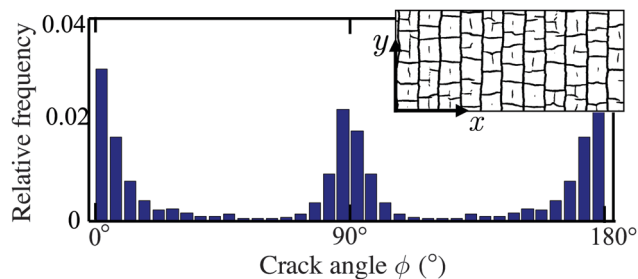 0.04
0.02
0
Relative frequency
y
x
0° 90° 180°
Crack angle ϕ (°)